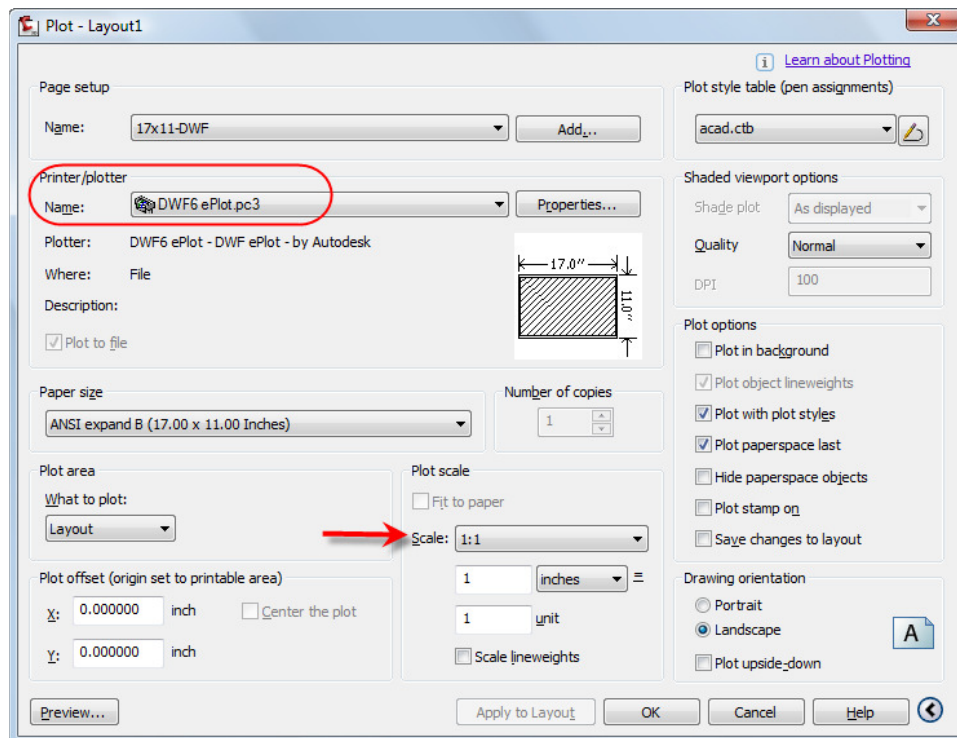 Plot - Layout1
Learn about Plotting
Page setup
Name: 17x11-DWF Add...
Plot style table (pen assignments)
acad.ctb
Printer/plotter
Name: DWF6 ePlot.pc3 Properties...
Plotter: DWF6 ePlot - DWF ePlot - by Autodesk
Where: File
Description:
Plot to file
17.0″
11.0″
Shaded viewport options
Shade plot As displayed
Quality Normal
DPI 100
Paper size
ANSI expand B (17.00 x 11.00 Inches)
Number of copies
1
Plot options
Plot in background
Plot object lineweights
Plot with plot styles
Plot paperspace last
Hide paperspace objects
Plot stamp on
Save changes to layout
Plot area
What to plot:
Layout
Plot scale
Fit to paper
Scale: 1:1
1 inches =
1 unit
Scale lineweights
Plot offset (origin set to printable area)
X: 0.000000 inch Center the plot
Y: 0.000000 inch
Drawing orientation
Portrait
Landscape
A
Plot upside-down
Preview... Apply to Layout OK Cancel Help